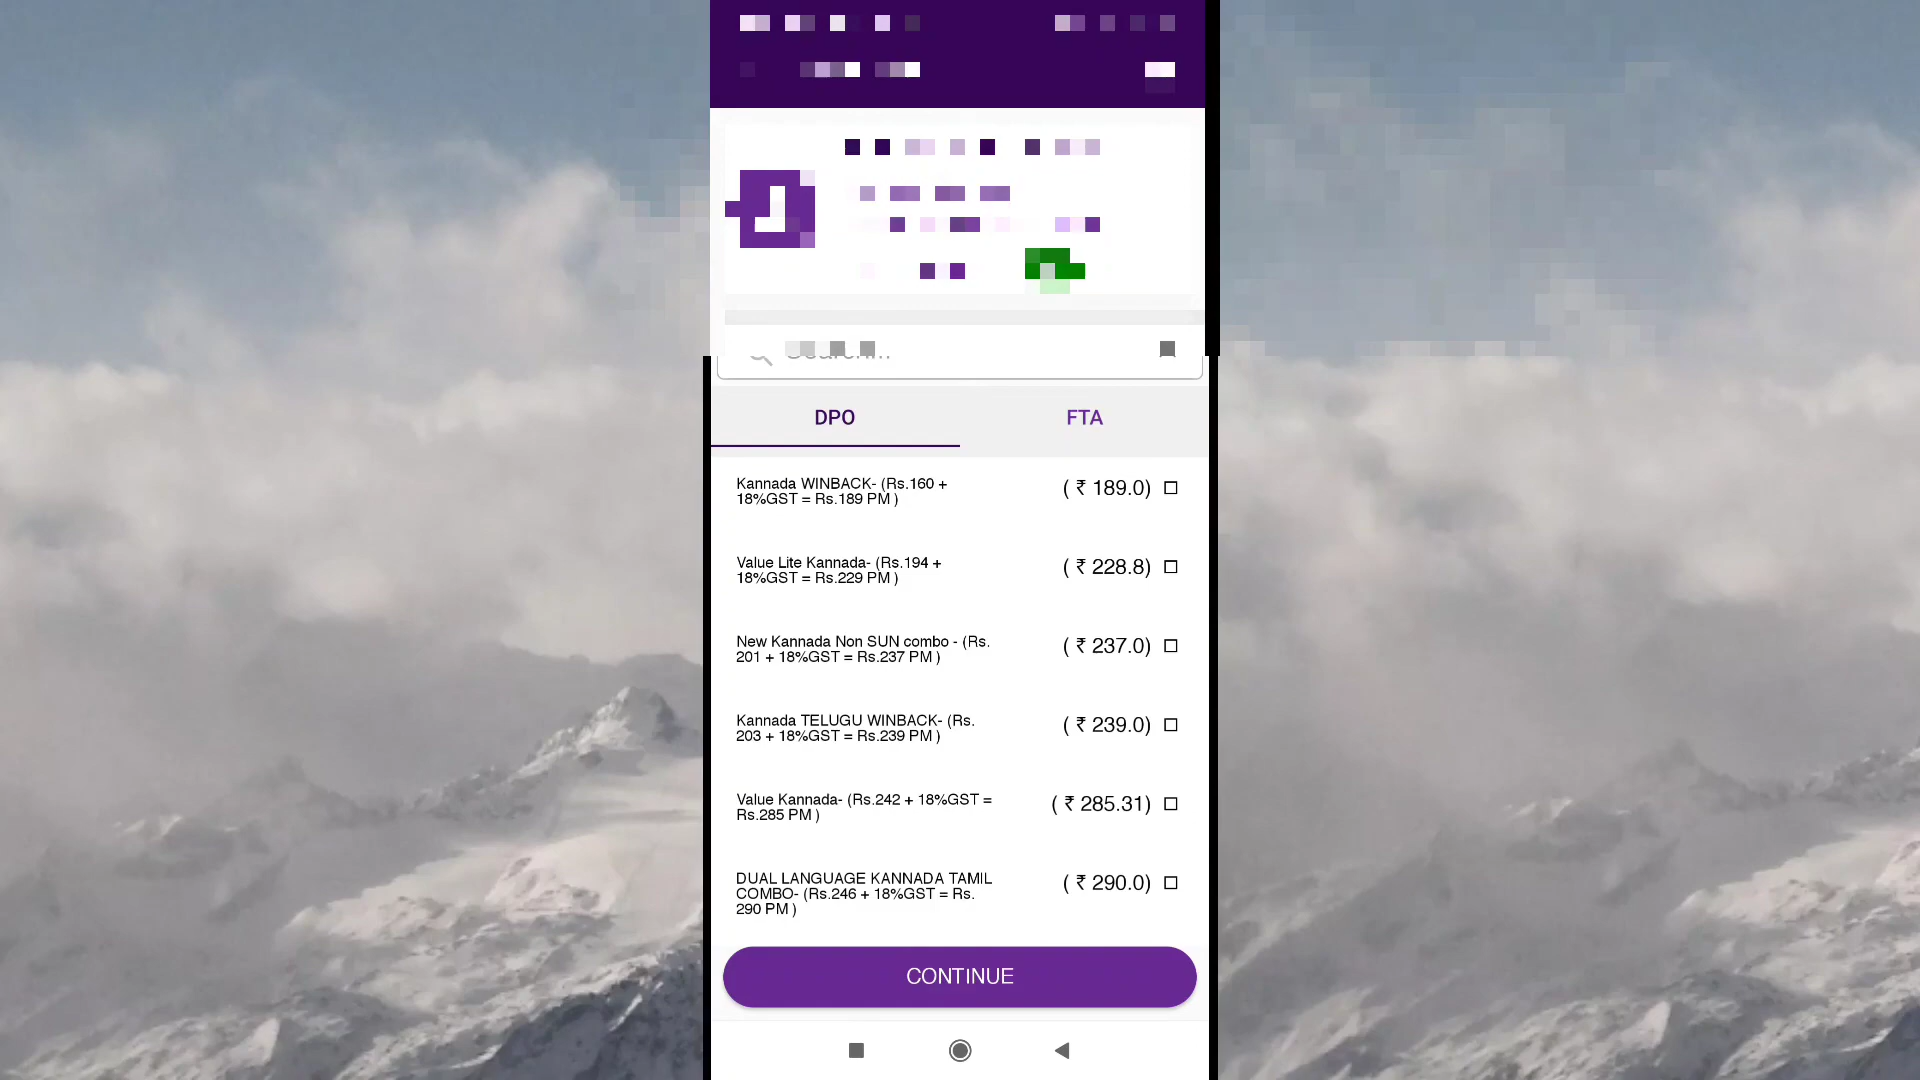 DPO
FTA
Kannada WINBACK- (Rs.160 +
18%GST = Rs.189 PM )
( ₹ 189.0)
Value Lite Kannada- (Rs.194 +
18%GST = Rs.229 PM )
( ₹ 228.8)
New Kannada Non SUN combo - (Rs.
201 + 18%GST = Rs.237 PM )
( ₹ 237.0)
Kannada TELUGU WINBACK- (Rs.
203 + 18%GST = Rs.239 PM )
( ₹ 239.0)
Value Kannada- (Rs.242 + 18%GST =
Rs.285 PM )
( ₹ 285.31)
DUAL LANGUAGE KANNADA TAMIL
COMBO- (Rs.246 + 18%GST = Rs.
290 PM )
( ₹ 290.0)
CONTINUE